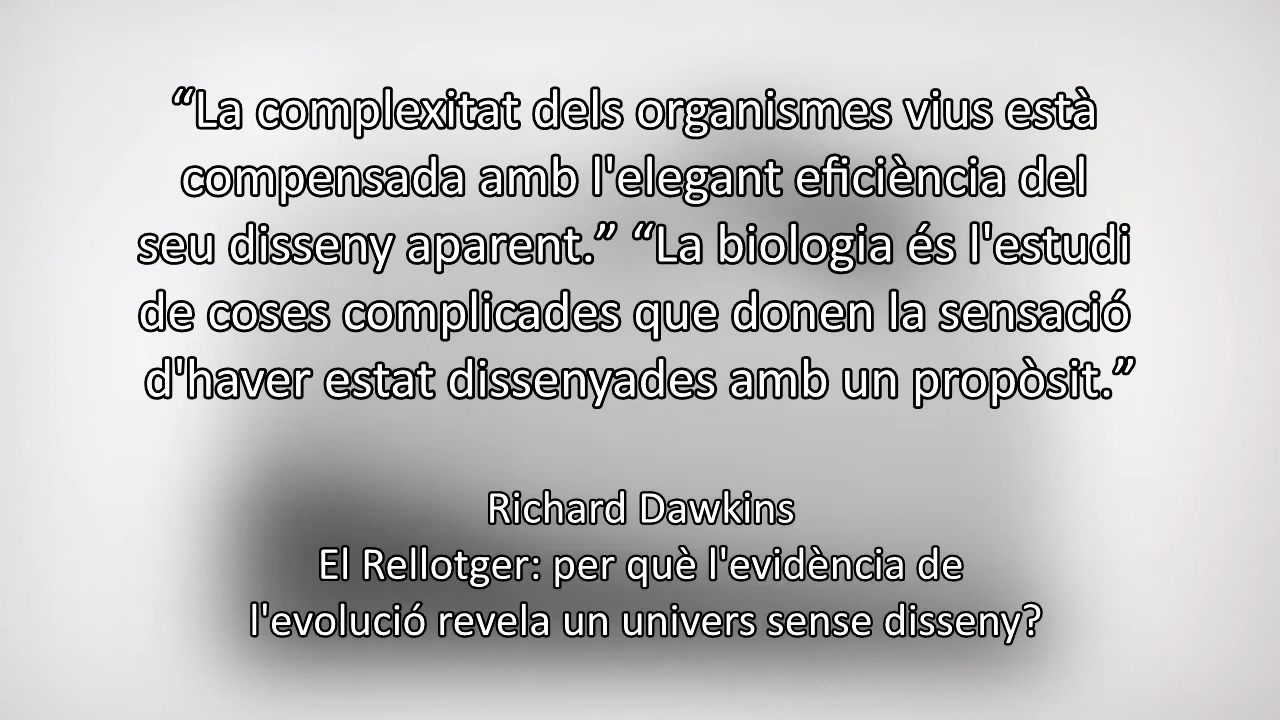 “La complexitat dels organismes vius està
compensada amb l'elegant eficiència del
seu disseny aparent.” “La biologia és l'estudi
de coses complicades que donen la sensació
d'haver estat dissenyades amb un propòsit.”
Richard Dawkins
El Rellotger: per què l'evidència de
l'evolució revela un univers sense disseny?